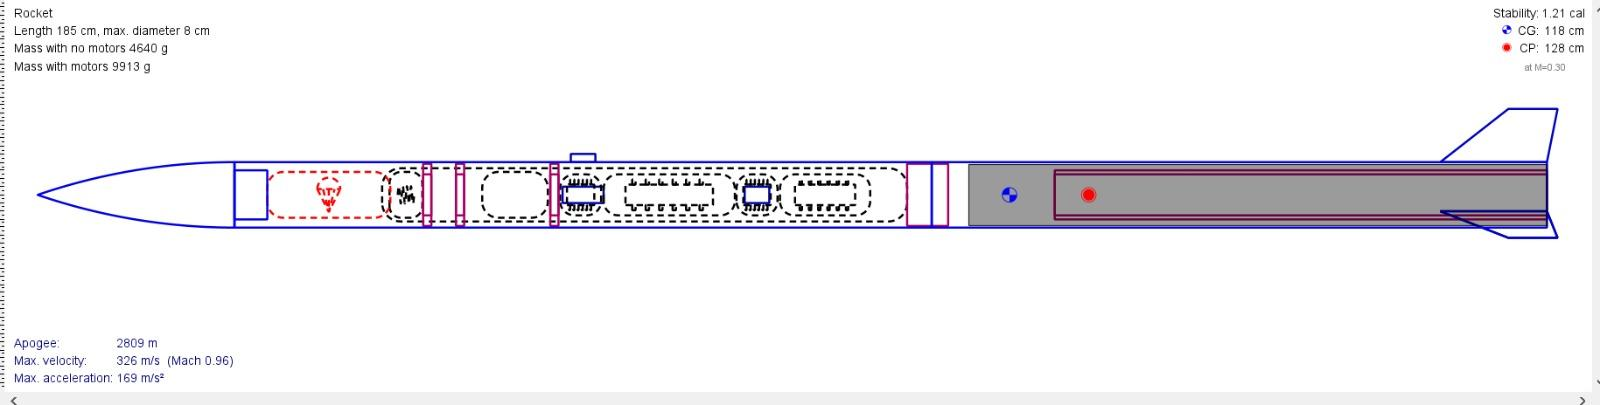 Rocket
Length 185 cm, max. diameter 8 cm
Mass with no motors 4640 g
Mass with motors 9913 g
Stability: 1.21 cal
CG: 118 cm
CP: 128 cm
at M=0.30
Apogee: 2809 m
Max. velocity: 326 m/s (Mach 0.96)
Max. acceleration: 169 m/s²